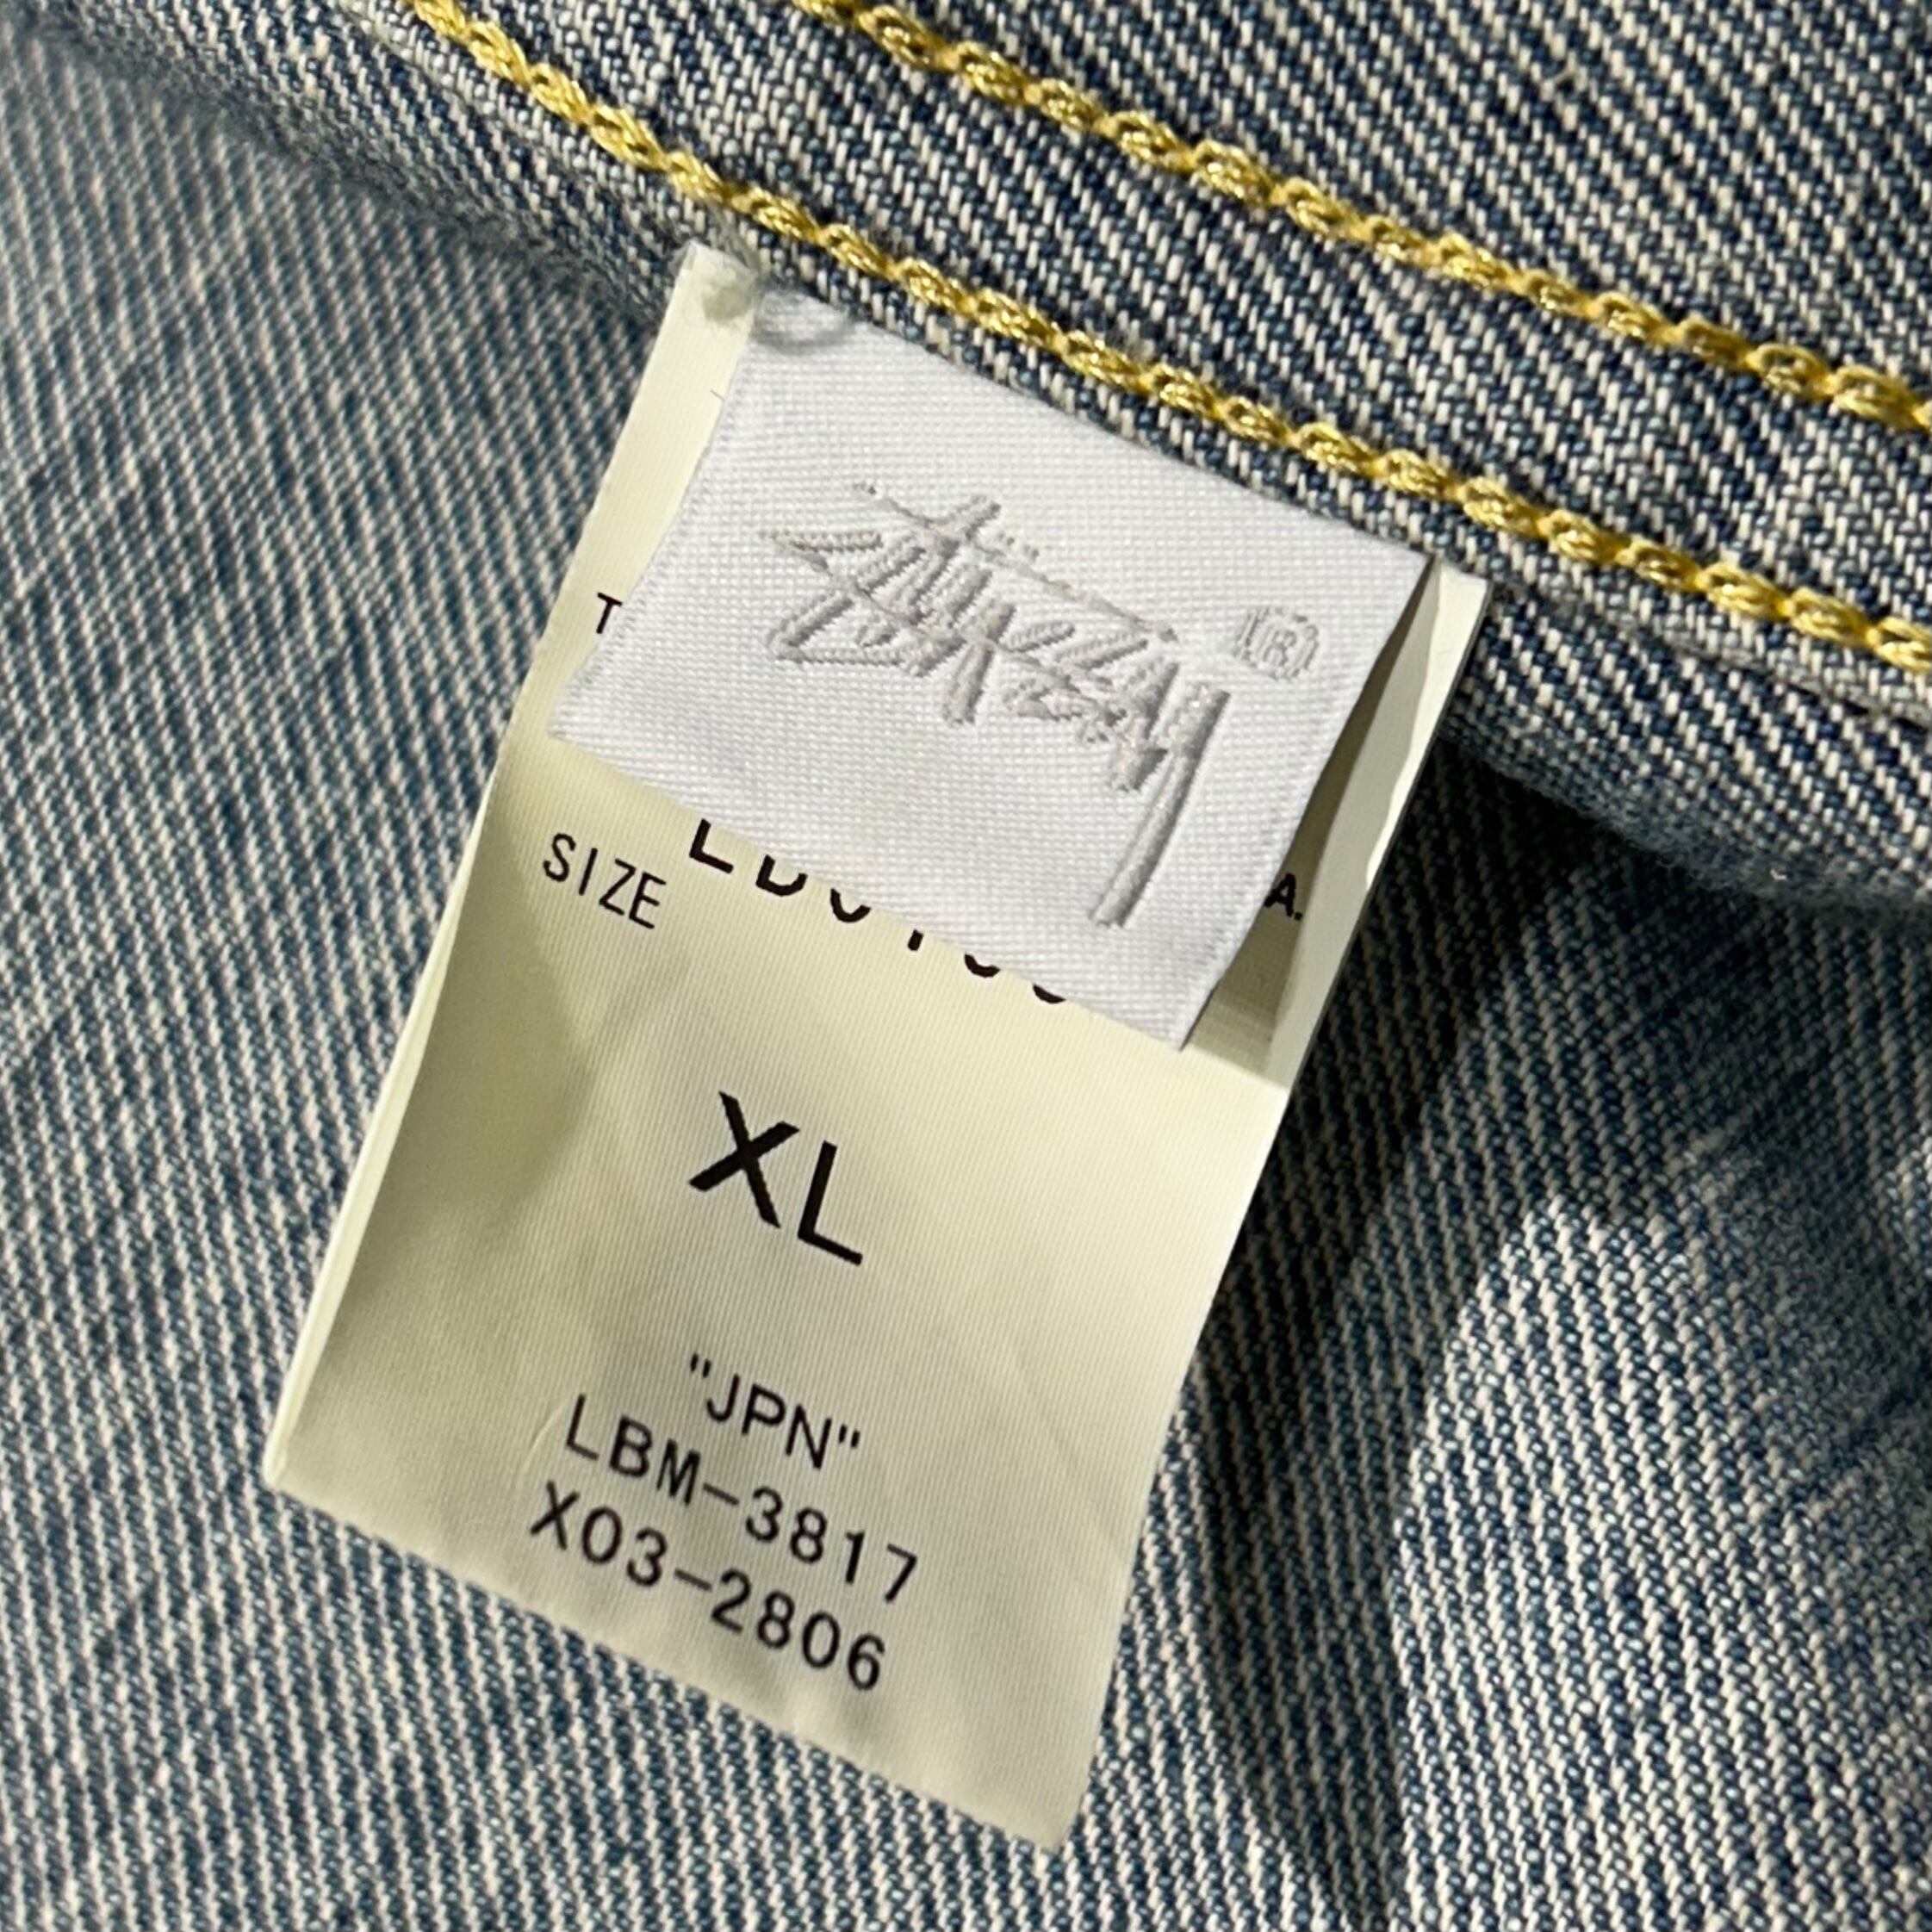 Stüssy ®
SIZE
XL
"JPN"
LBM-3817
X03-2806